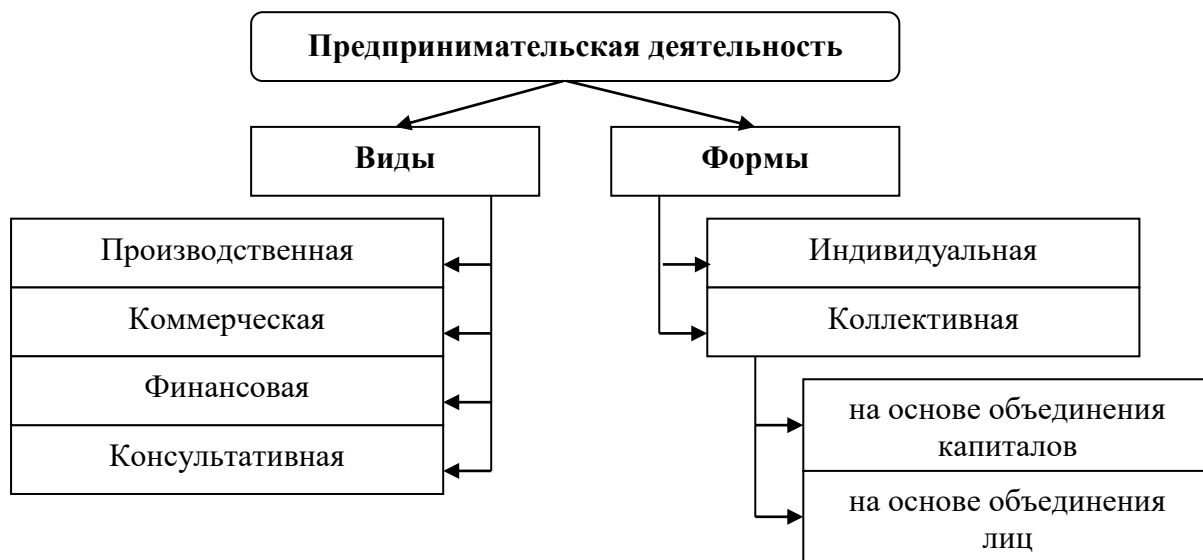 Предпринимательская деятельность
Виды
Формы
Производственная
Коммерческая
Финансовая
Консультативная
Индивидуальная
Коллективная
на основе объединения
капиталов
на основе объединения
лиц